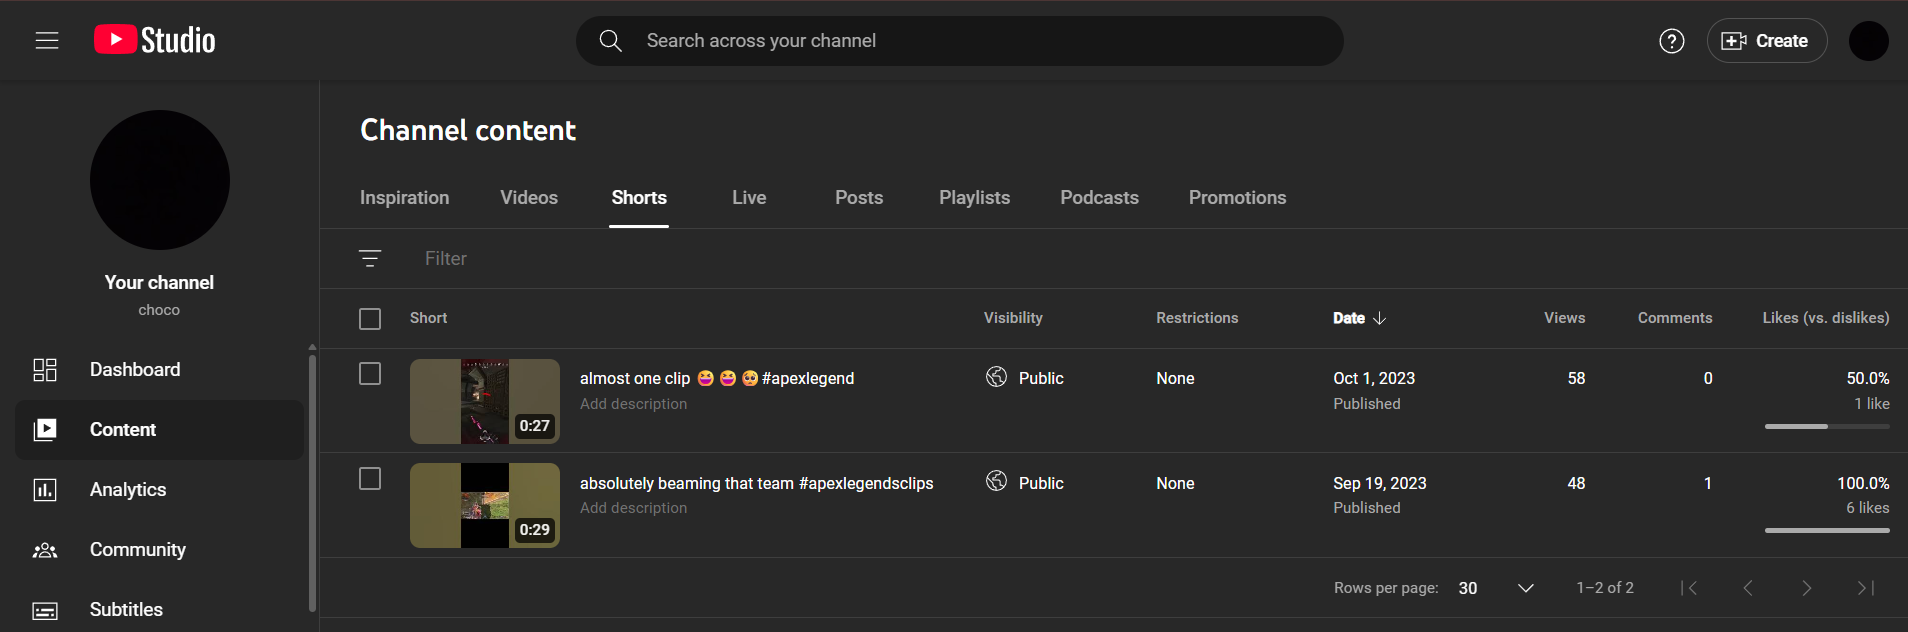 Studio
Search across your channel
Create
Your channel
choco
Dashboard
Content
Analytics
Community
Subtitles
Channel content
Inspiration Videos Shorts Live Posts Playlists Podcasts Promotions
Filter
Short Visibility Restrictions Date Views Comments Likes (vs. dislikes)
almost one clip 😆😆🥺#apexlegend Public None Oct 1, 2023 58 0 50.0%
Add description Published 1 like
0:27
absolutely beaming that team #apexlegendsclips Public None Sep 19, 2023 48 1 100.0%
Add description Published 6 likes
0:29
Rows per page: 30 1–2 of 2